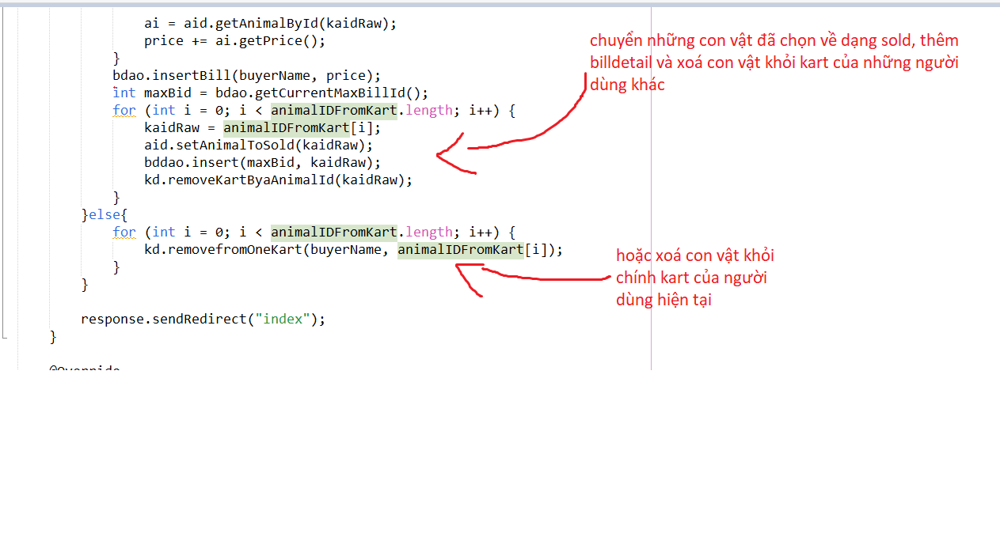 ai = aid.getAnimalById(kaidRaw);
price += ai.getPrice();
}
bdao.insertBill(buyerName, price);
int maxBid = bdao.getCurrentMaxBillId();
for (int i = 0; i < animalIDFromKart.length; i++) {
kaidRaw = animalIDFromKart[i];
aid.setAnimalToSold(kaidRaw);
bddao.insert(maxBid, kaidRaw);
kd.removeKartByaAnimalId(kaidRaw);
}
}else{
for (int i = 0; i < animalIDFromKart.length; i++) {
kd.removefromOneKart(buyerName, animalIDFromKart[i]);
}
}
response.sendRedirect("index");
}
@Override
chuyển những con vật đã chọn về dạng sold, thêm
billdetail và xoá con vật khỏi kart của những người
dùng khác
hoặc xoá con vật khỏi
chính kart của người
dùng hiện tại